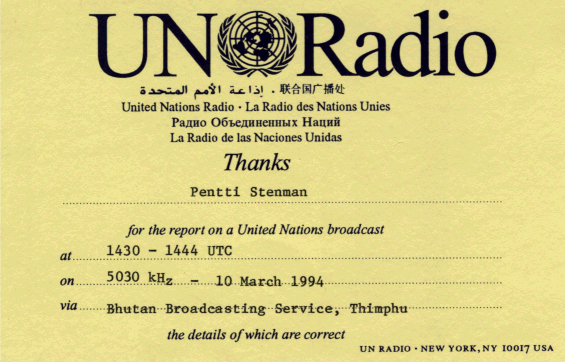 UN Radio
إذاعة الأمم المتحدة . 联合国广播处
United Nations Radio · La Radio des Nations Unies
Радио Объединенных Наций
La Radio de las Naciones Unidas
Thanks
Pentti Stenman
for the report on a United Nations broadcast
at 1430 - 1444 UTC
on 5030 kHz - 10 March 1994
via Bhutan Broadcasting Service, Thimphu
the details of which are correct
UN RADIO · NEW YORK, NY 10017 USA